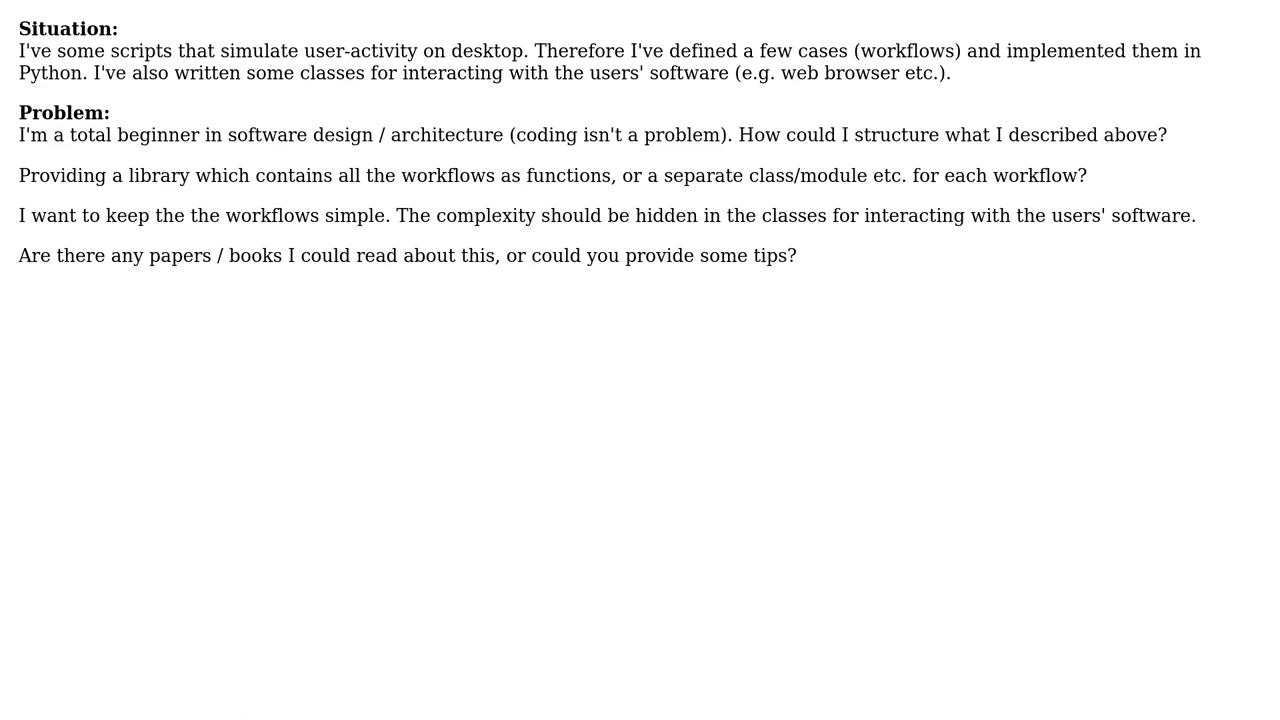 Situation:
I've some scripts that simulate user-activity on desktop. Therefore I've defined a few cases (workflows) and implemented them in
Python. I've also written some classes for interacting with the users' software (e.g. web browser etc.).
Problem:
I'm a total beginner in software design / architecture (coding isn't a problem). How could I structure what I described above?
Providing a library which contains all the workflows as functions, or a separate class/module etc. for each workflow?
I want to keep the the workflows simple. The complexity should be hidden in the classes for interacting with the users' software.
Are there any papers / books I could read about this, or could you provide some tips?